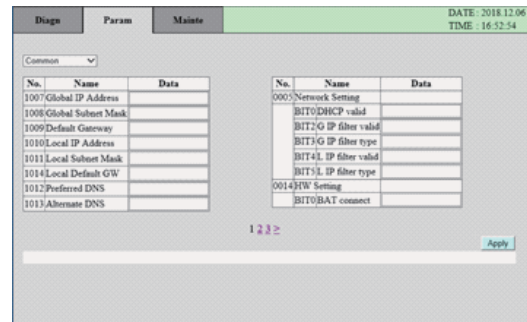 Diagn Param Mainte
DATE : 2018.12.06
TIME : 16:52:54
Common
No. Name Data
1007 Global IP Address
1008 Global Subnet Mask
1009 Default Gateway
1010 Local IP Address
1011 Local Subnet Mask
1014 Local Default GW
1012 Preferred DNS
1013 Alternate DNS
No. Name Data
0005 Network Setting
BIT0 DHCP valid
BIT2 G IP filter valid
BIT3 G IP filter type
BIT4 L IP filter valid
BIT5 L IP filter type
0014 HW Setting
BIT0 BAT connect
1 2 3 >
Apply